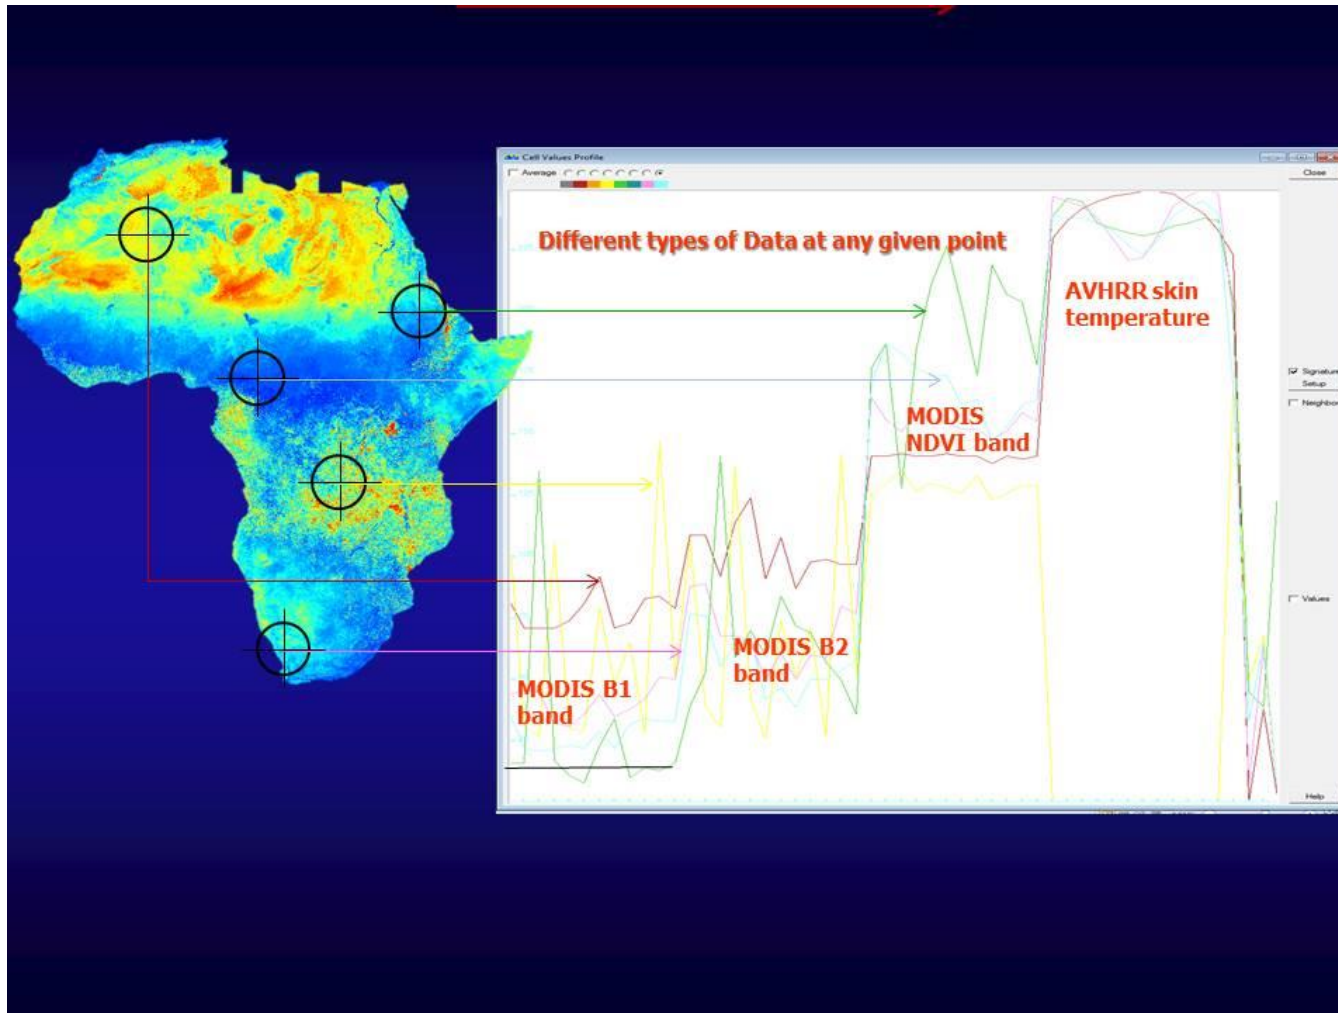 Cell Values Profile
Average
Close
Different types of Data at any given point
AVHRR skin
temperature
Signature
Setup
MODIS
NDVI band
Values
MODIS B2
band
MODIS B1
band
Help